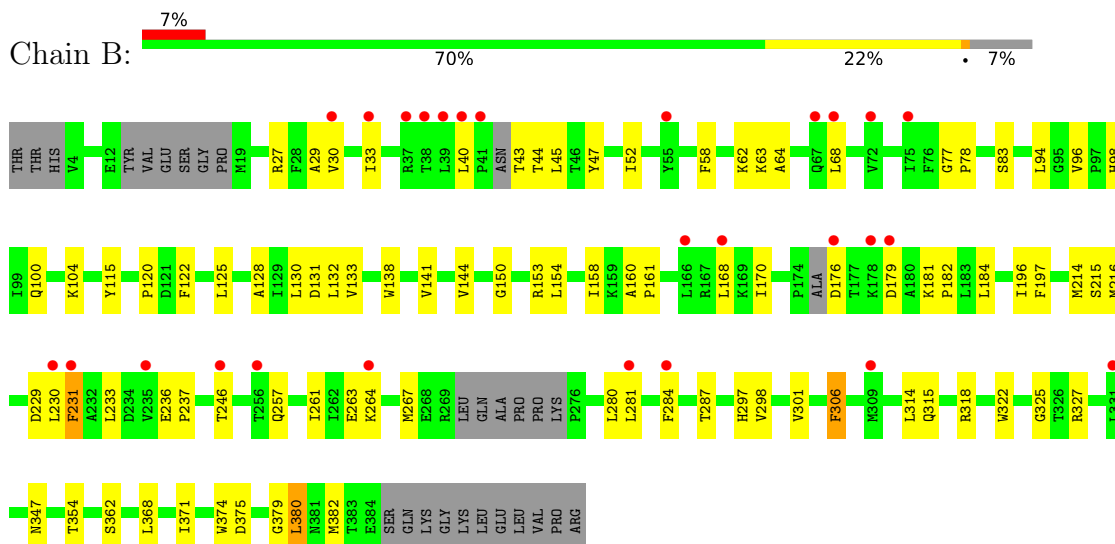 7%
Chain B:
70% 22% • 7%
THR THR HIS V4 E12 TYR VAL GLU SER GLY PRO M19 R27 F28 A29 V30 I33 R37 T38 L39 L40 P41 ASN T43 T44 L45 T46 Y47 I52 Y55 F58 K62 K63 A64 Q67 L68 V72 I75 F76 G77 P78 S83 L94 G95 V96 P97 H98
I99 Q100 K104 Y115 P120 D121 F122 L125 A128 I129 L130 D131 L132 V133 W138 V141 V144 G150 R153 L154 I158 K159 A160 P161 L166 R167 L168 K169 I170 P174 ALA D176 T177 K178 D179 A180 K181 P182 L183 L184 I196 F197 M214 S215 M216
D229 L230 F231 A232 L233 D234 V235 E236 P237 T246 T256 Q257 I261 I262 E263 K264 M267 E268 R269 LEU GLN ALA PRO PRO LYS P276 L280 L281 F284 T287 H297 V298 V301 F306 M309 L314 Q315 R318 W322 G325 T326 R327 L331
N347 T354 S362 L368 I371 W374 D375 G379 L380 N381 M382 T383 E384 SER GLN LYS GLY LYS LEU GLU LEU VAL PRO ARG